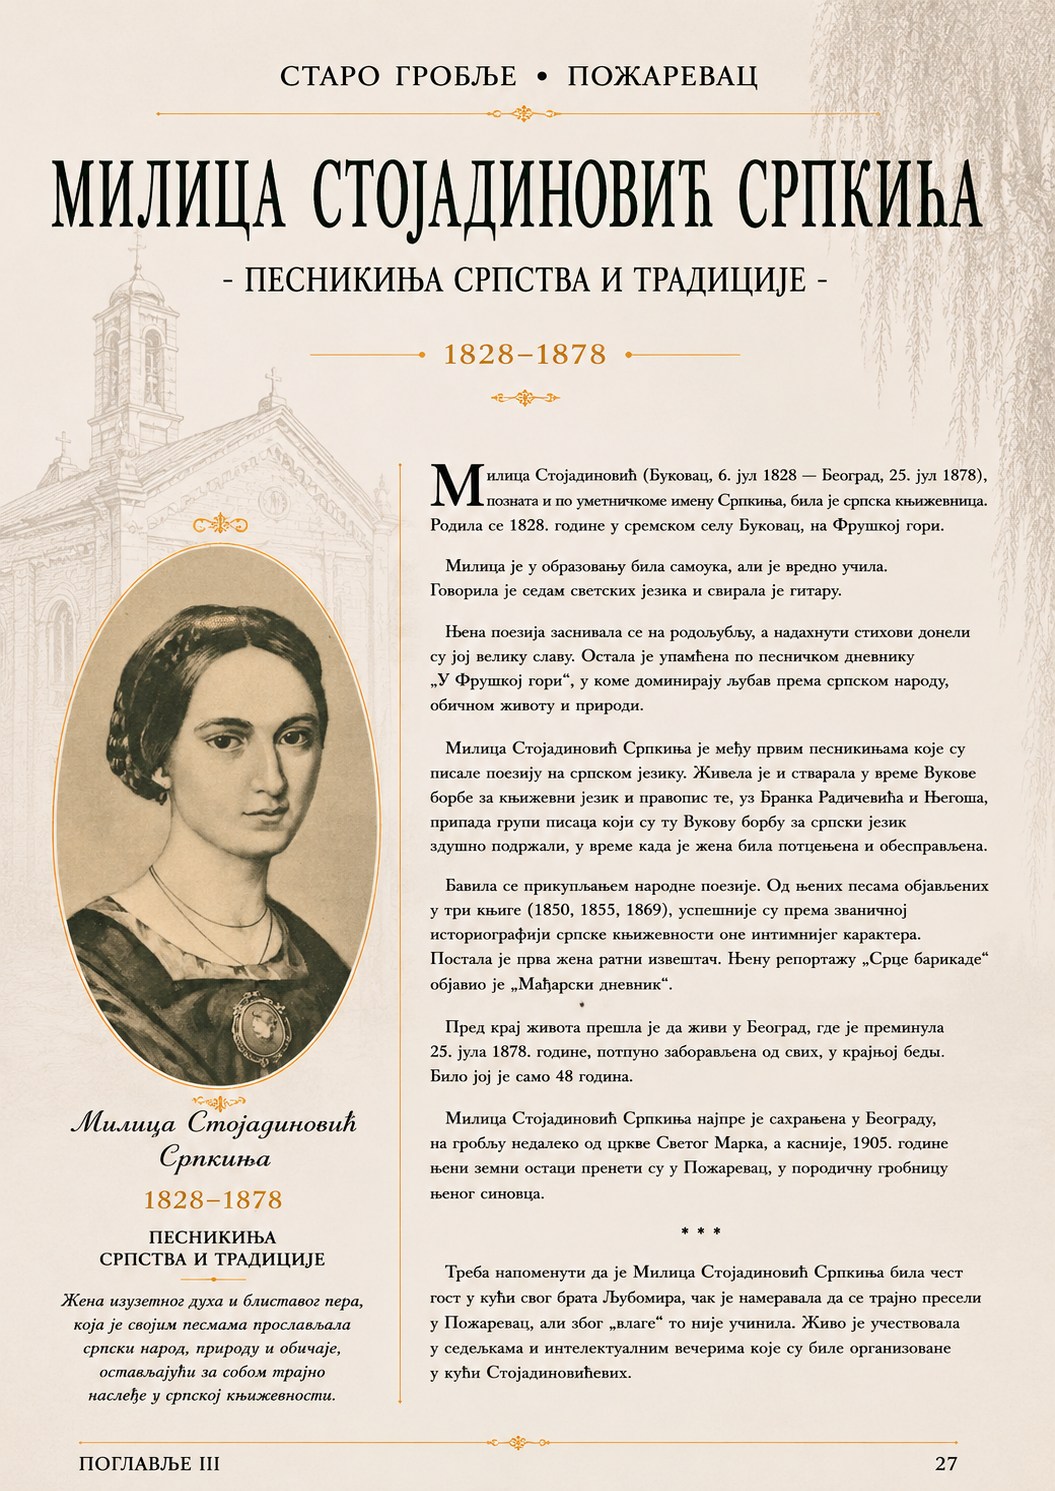 СТАРО ГРОБЉЕ • ПОЖАРЕВАЦ
МИЛИЦА СТОЈАДИНОВИЋ СРПКИЊА
- ПЕСНИКИЊА СРПСТВА И ТРАДИЦИЈЕ -
1828–1878
Милица Стојадиновић (Буковац, 6. јул 1828 — Београд, 25. јул 1878),
позната и по уметничкоме имену Српкиња, била је српска књижевница.
Родила се 1828. године у сремском селу Буковац, на Фрушкој гори.
Милица је у образовању била самоука, али је вредно учила.
Говорила је седам светских језика и свирала је гитару.
Њена поезија заснивала се на родољубљу, а надахнути стихови донели
су јој велику славу. Остала је упамћена по песничком дневнику
„У Фрушкој гори“, у коме доминирају љубав према српском народу,
обичном животу и природи.
Милица Стојадиновић Српкиња је међу првим песникињама које су
писале поезију на српском језику. Живела је и стварала у време Вукове
борбе за књижевни језик и правопис те, уз Бранка Радичевића и Његоша,
припада групи писаца који су ту Вукову борбу за српски језик
здушно подржали, у време када је жена била потцењена и обесправљена.
Бавила се прикупљањем народне поезије. Од њених песама објављених
у три књиге (1850, 1855, 1869), успешније су према званичној
историографији српске књижевности оне интимнијег карактера.
Постала је прва жена ратни извештач. Њену репортажу „Срце барикаде“
објавио је „Мађарски дневник“.
Пред крај живота прешла је да живи у Београд, где је преминула
25. јула 1878. године, потпуно заборављена од свих, у крајњој беди.
Било јој је само 48 година.
Милица Стојадиновић Српкиња најпре је сахрањена у Београду,
на гробљу недалеко од цркве Светог Марка, а касније, 1905. године
њени земни остаци пренети су у Пожаревац, у породичну гробницу
њеног синовца.
* * *
Треба напоменути да је Милица Стојадиновић Српкиња била чест
гост у кући свог брата Љубомира, чак је намеравала да се трајно пресели
у Пожаревац, али због „влаге“ то није учинила. Живо је учествовала
у седељкама и интелектуалним вечерима које су биле организоване
у кући Стојадиновићевих.
Милица Стојадиновић
Српкиња
1828–1878
ПЕСНИКИЊА
СРПСТВА И ТРАДИЦИЈЕ
Жена изузетног духа и блиставог пера,
која је својим песмама прослављала
српски народ, природу и обичаје,
остављајући за собом трајно
наслеђе у српској књижевности.
ПОГЛАВЉЕ III
27